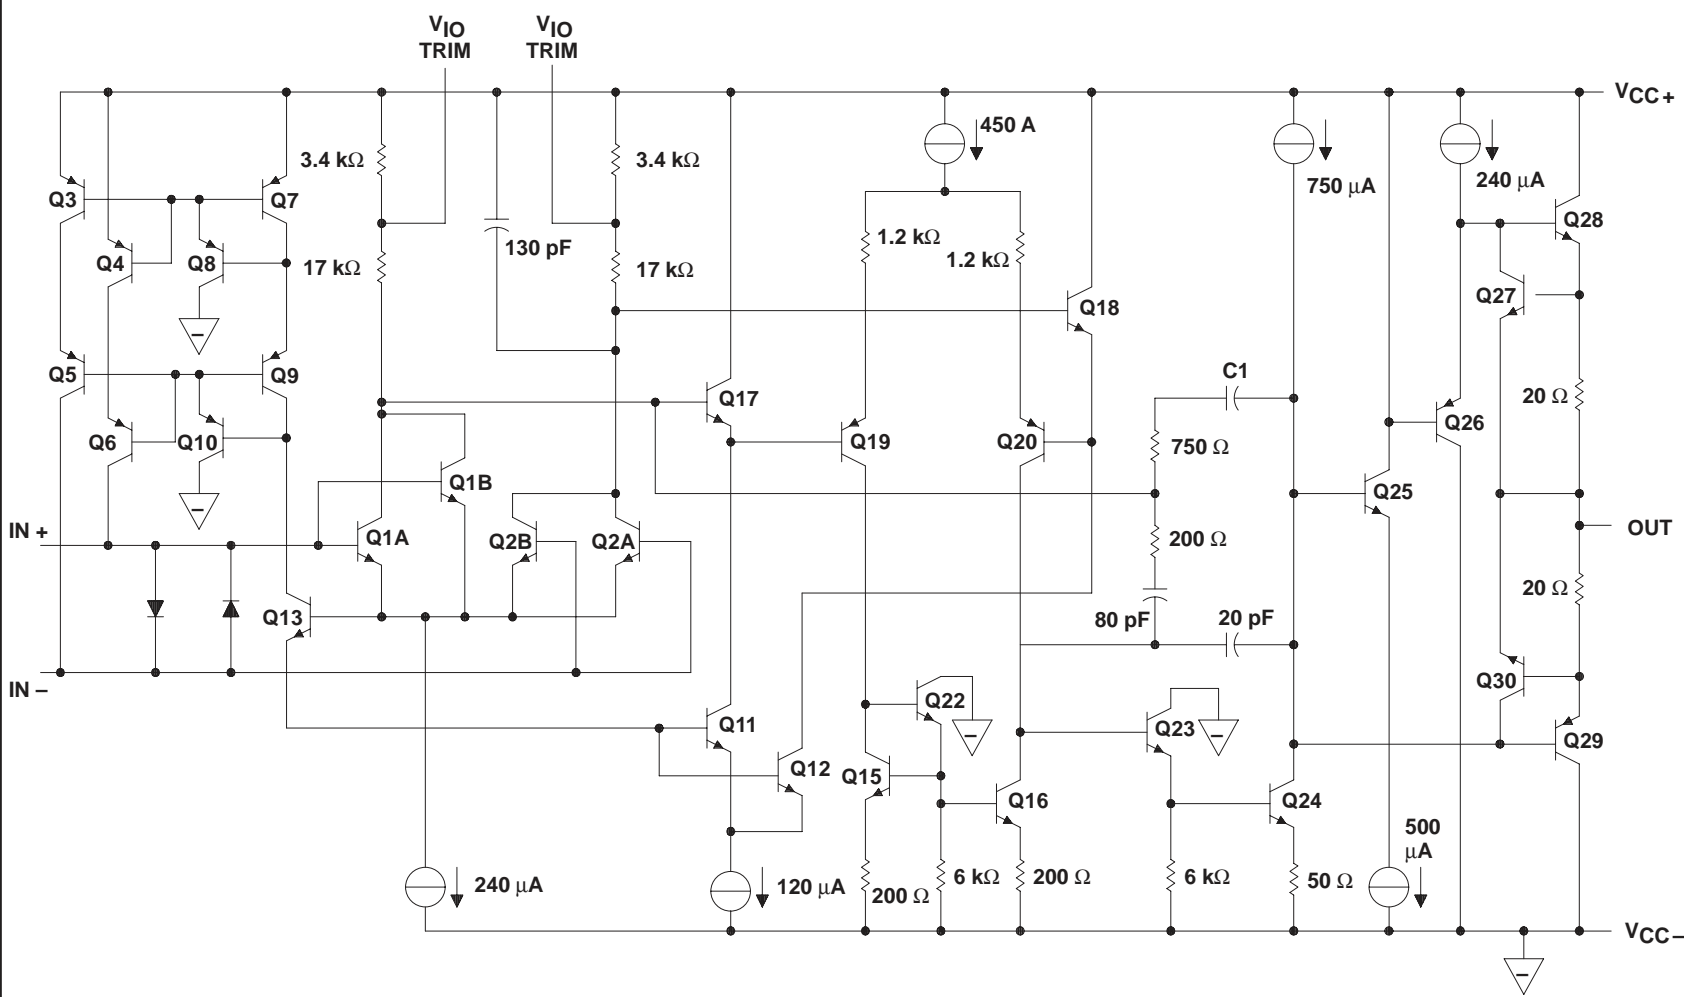 VIO
TRIM
VIO
TRIM
VCC+
450 A
3.4 kΩ
3.4 kΩ
750 µA
240 µA
Q3
Q7
Q28
Q4
Q8
17 kΩ
130 pF
17 kΩ
1.2 kΩ
1.2 kΩ
Q27
Q18
Q5
Q9
C1
Q17
20 Ω
Q6
Q10
Q19
Q20
750 Ω
Q26
Q1B
Q25
IN +
Q1A
Q2B
Q2A
200 Ω
OUT
Q13
80 pF
20 pF
20 Ω
IN –
Q30
Q22
Q11
Q23
Q29
Q12
Q15
Q16
Q24
240 µA
120 µA
200 Ω
6 kΩ
200 Ω
6 kΩ
50 Ω
500
µA
VCC–